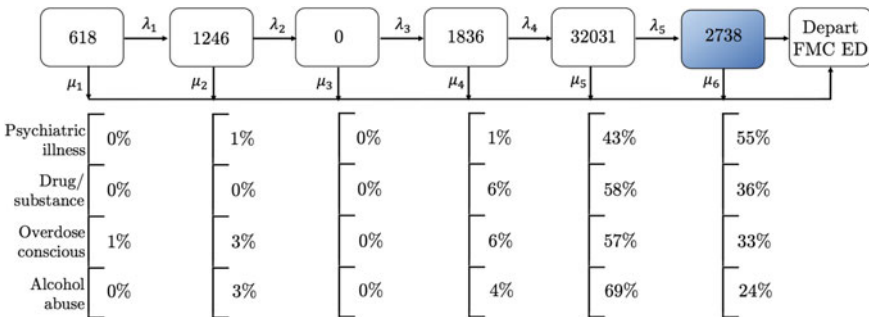 618 λ₁ 1246 λ₂ 0 λ₃ 1836 λ₄ 32031 λ₅ 2738 Depart
FMC ED
μ₁ μ₂ μ₃ μ₄ μ₅ μ₆
Psychiatric
illness 0% 1% 0% 1% 43% 55%
Drug/
substance 0% 0% 0% 6% 58% 36%
Overdose
conscious 1% 3% 0% 6% 57% 33%
Alcohol
abuse 0% 3% 0% 4% 69% 24%